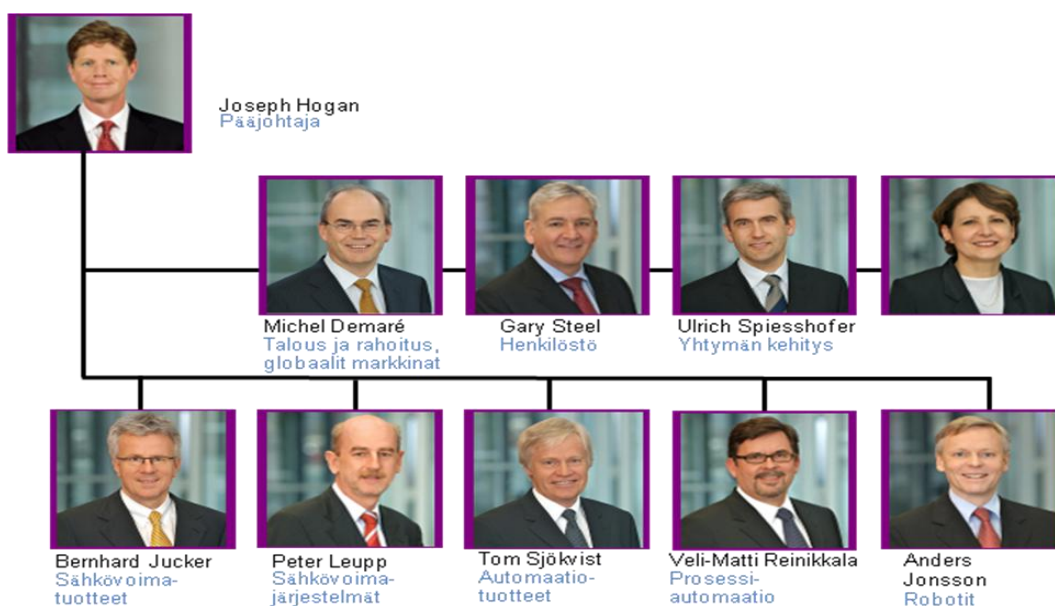 Joseph Hogan
Pääjohtaja
Michel Demaré
Talous ja rahoitus,
globaalit markkinat
Gary Steel
Henkilöstö
Ulrich Spiesshofer
Yhtymän kehitys
Bernhard Jucker
Sähkövoima-
tuotteet
Peter Leupp
Sähkövoima-
järjestelmät
Tom Sjökvist
Automaatio-
tuotteet
Veli-Matti Reinikkala
Prosessi-
automaatio
Anders
Jonsson
Robotit